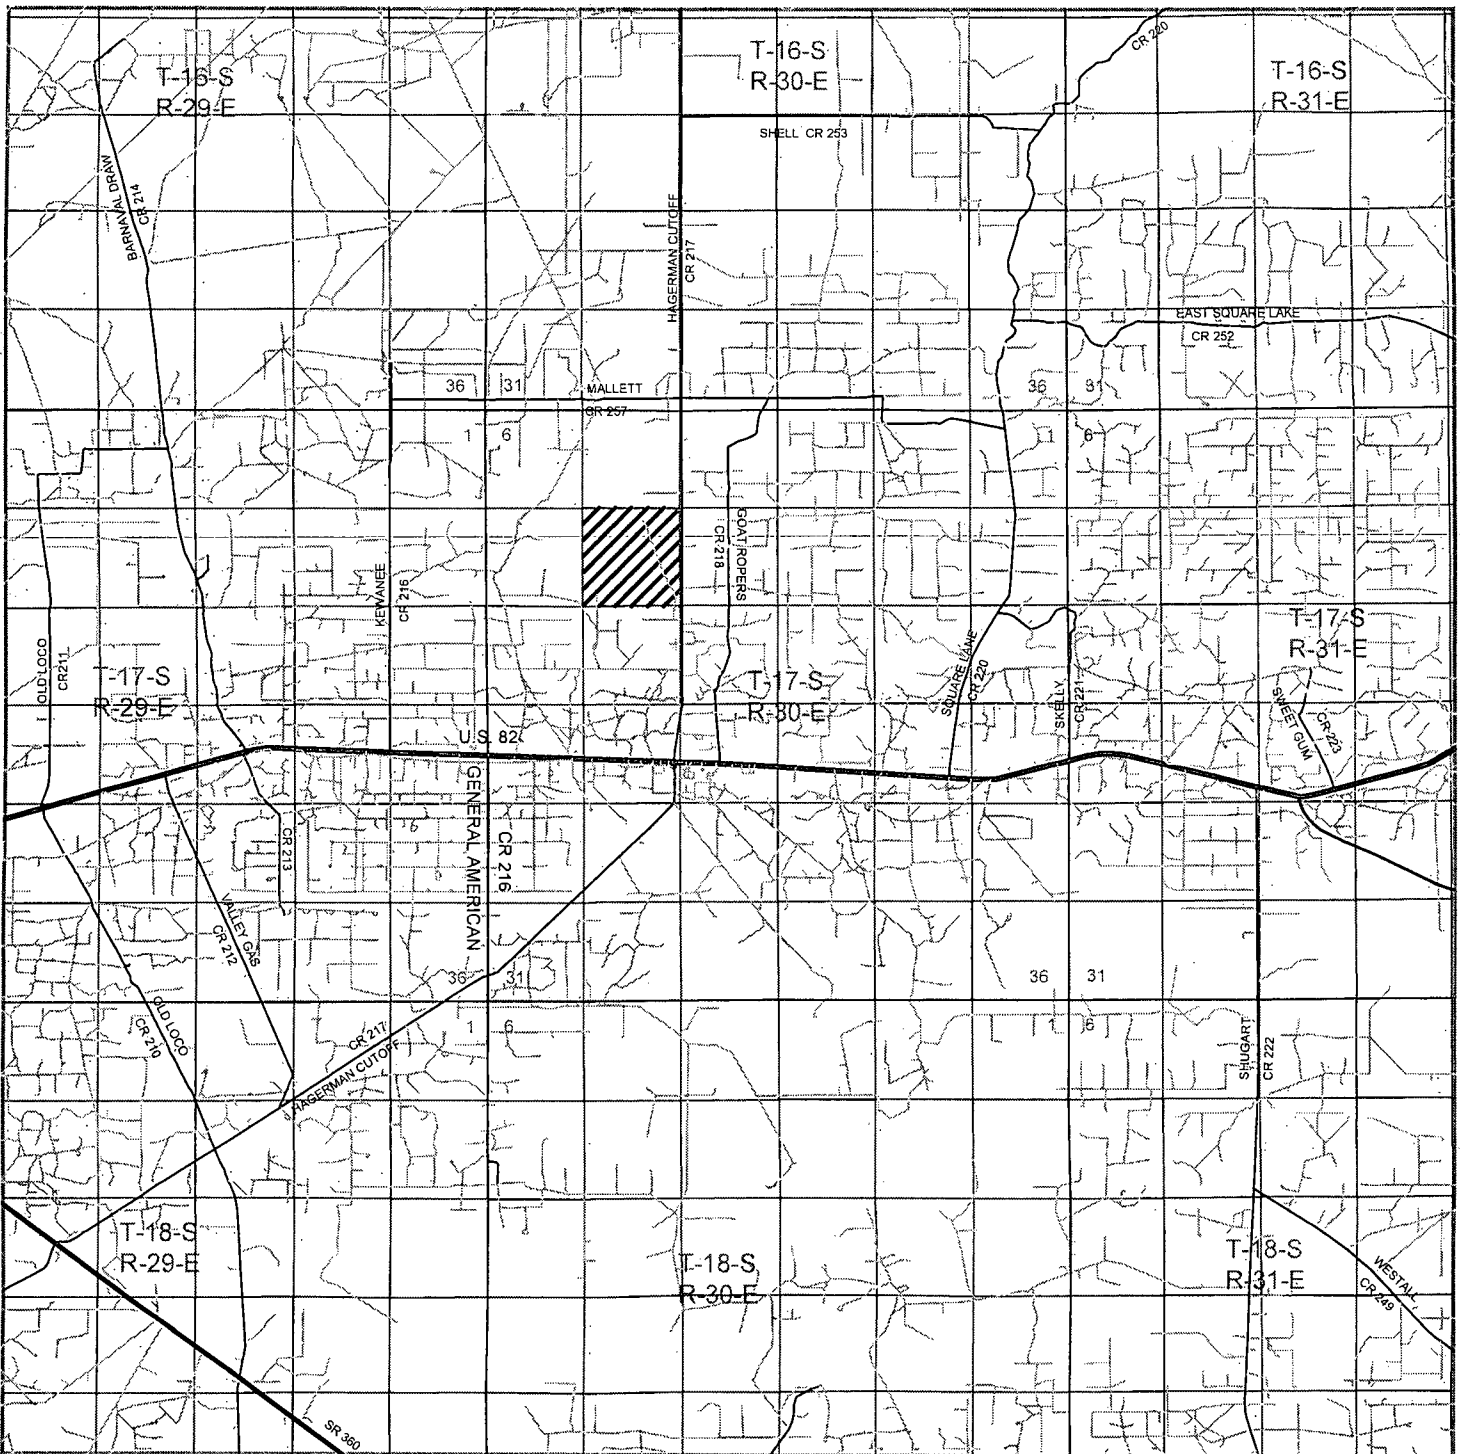 T-16-S
R-29-E
T-16-S
R-30-E
T-16-S
R-31-E
CR 220
SHELL CR 253
BARNAVAL DRAW
CR 214
HAGERMAN CUTOFF
CR 217
EAST SQUARE LAKE
CR 252
36
31
MALLETT
CR 257
1
6
36
31
1
6
KEWANEE
CR 216
CR 218
GOAT ROPERS
OLD LOCO
CR211
T-17-S
R-29-E
T-17-S
R-30-E
SQUARE LANE
CR 220
SKELLY
CR 221
T-17-S
R-31-E
SWEET GUM
CR 223
U.S. 82
GENERAL AMERICAN
CR 216
CR 213
VALLEY GAS
CR 212
36
31
1
6
36
31
1
6
OLD LOCO
CR 210
CR 217
HAGERMAN CUTOFF
SHUGART
CR 222
T-18-S
R-29-E
T-18-S
R-30-E
T-18-S
R-31-E
WESTALL
CR 249
SR 360